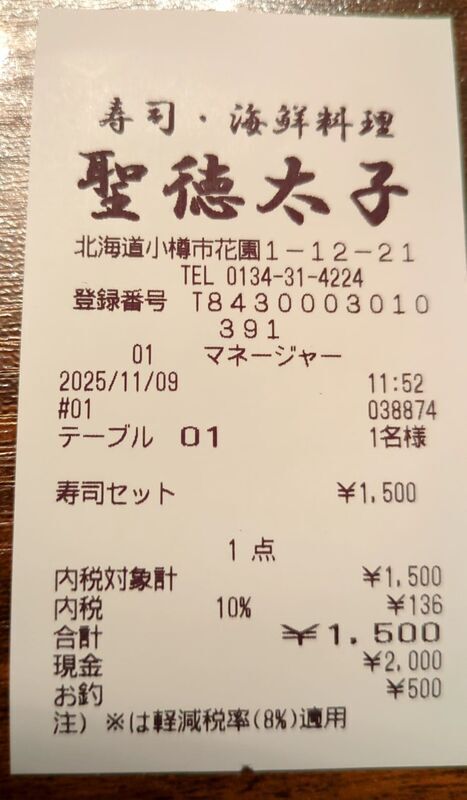 寿司・海鮮料理
聖徳太子
北海道小樽市花園1－12－21
TEL 0134-31-4224
登録番号 T8430003010
391
01 マネージャー
2025/11/09 11:52
#01 038874
テーブル 01 1名様
寿司セット ¥1,500
1点
内税対象計 ¥1,500
内税 10% ¥136
合計 ¥1,500
現金 ¥2,000
お釣 ¥500
注) ※は軽減税率(8%)適用